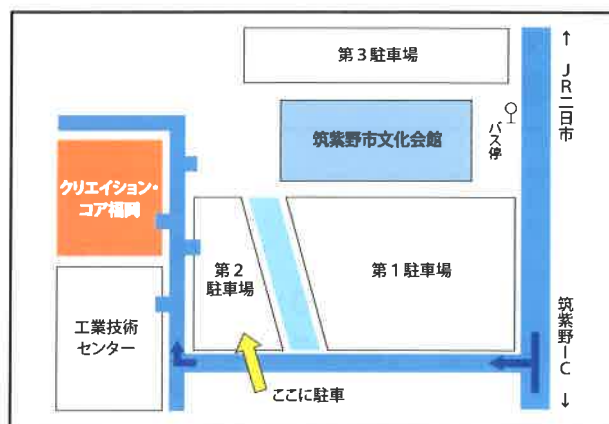 第3駐車場
↑
JR二日市
筑紫野市文化会館
バス停
クリエイション・
コア福岡
第2
駐車場
第1駐車場
工業技術
センター
筑紫野IC
↓
ここに駐車